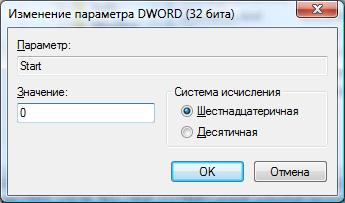 Изменение параметра DWORD (32 бита)
Параметр:
Start
Значение:
0
Система исчисления
Шестнадцатеричная
Десятичная
OK
Отмена